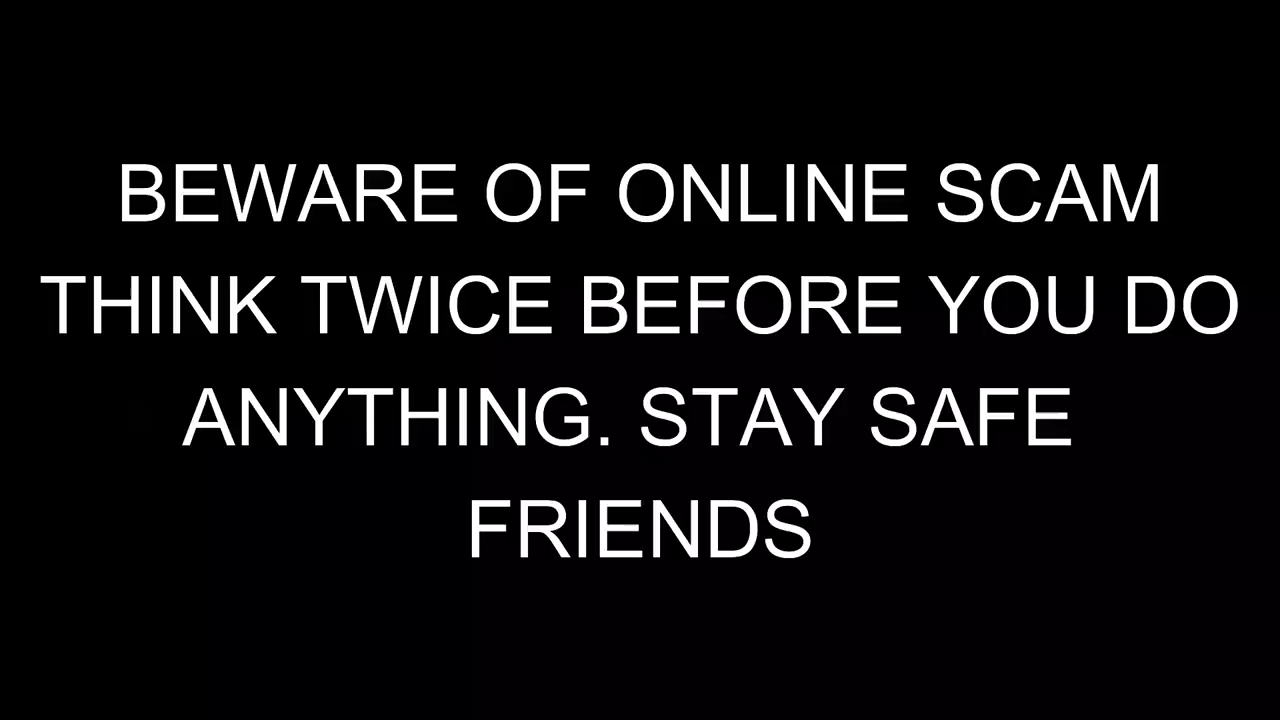 BEWARE OF ONLINE SCAM
THINK TWICE BEFORE YOU DO
ANYTHING. STAY SAFE
FRIENDS